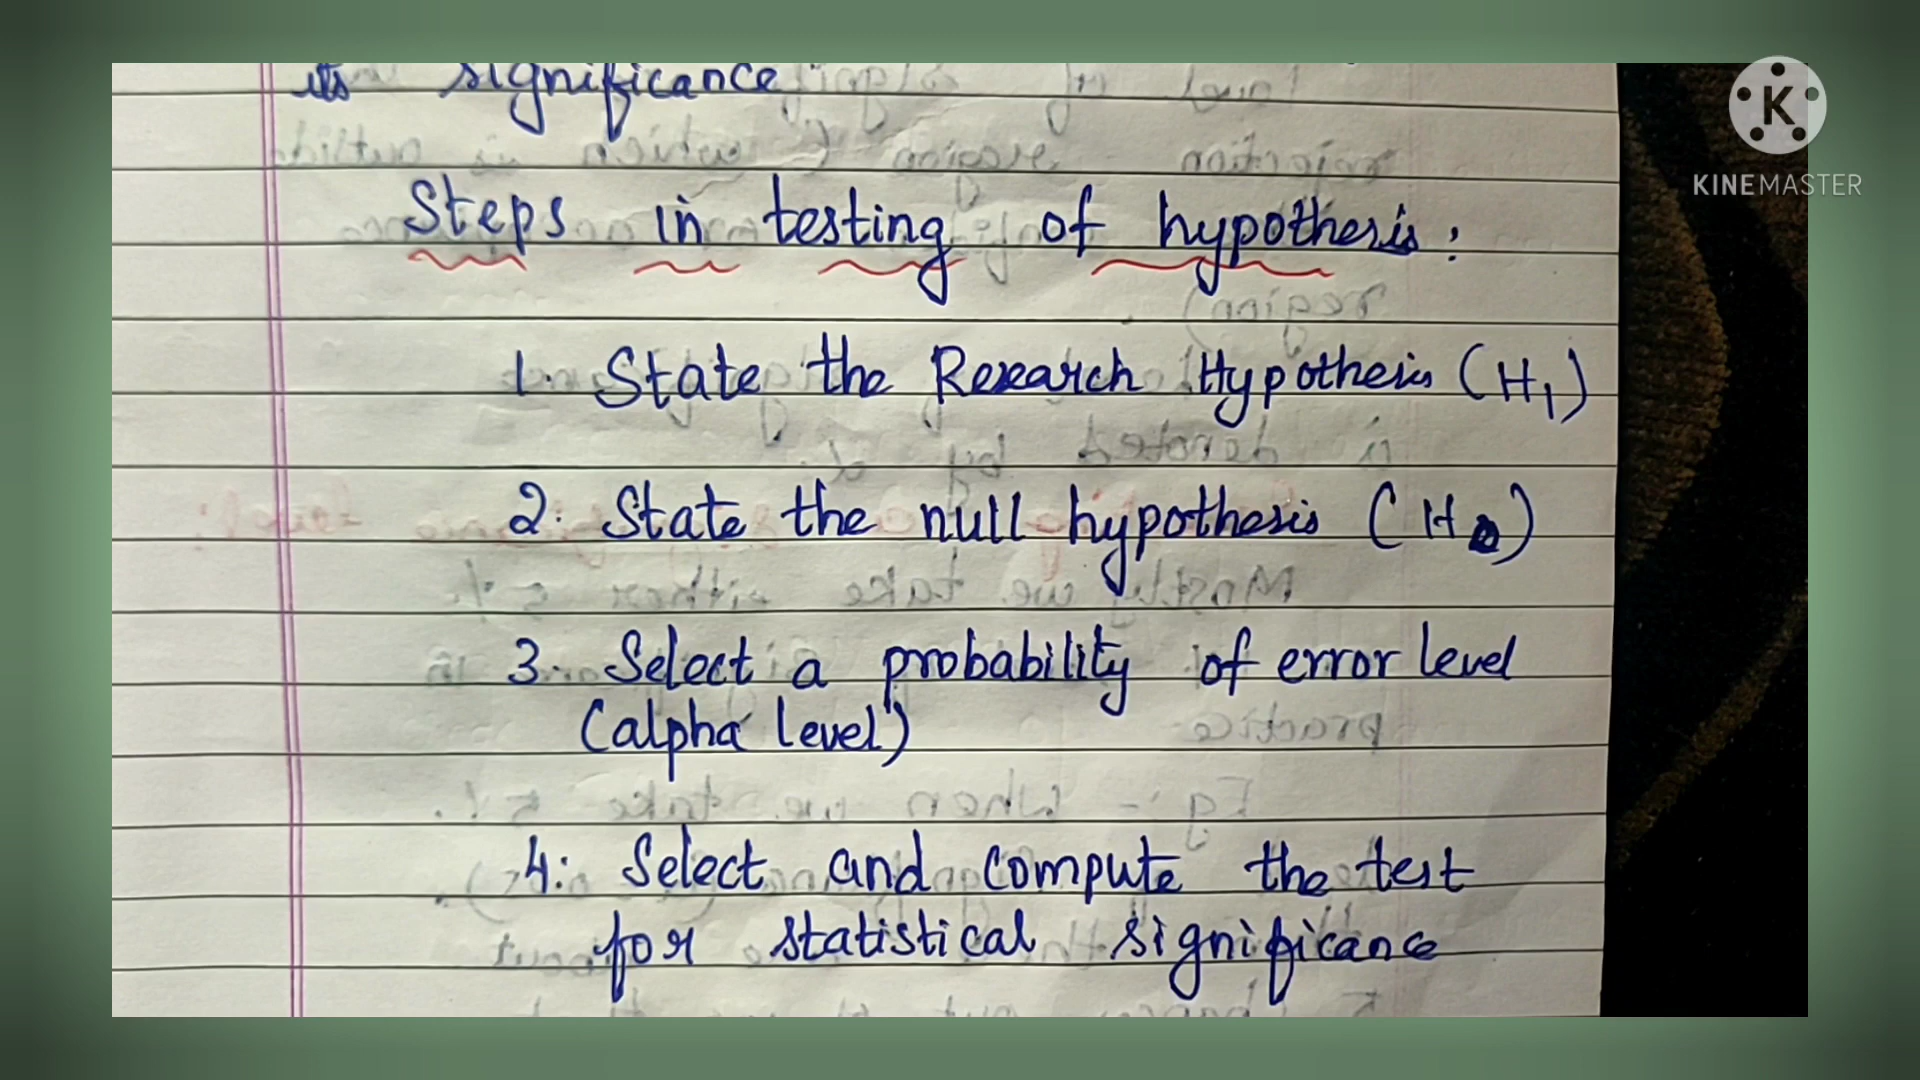 its significance
Steps in testing of hypothesis:
1. State the Research Hypothesis (H1)
2. State the null hypothesis (H0)
3. Select a probability of error level
(alpha level)
4. Select and compute the test
for statistical significance
K
KINEMASTER